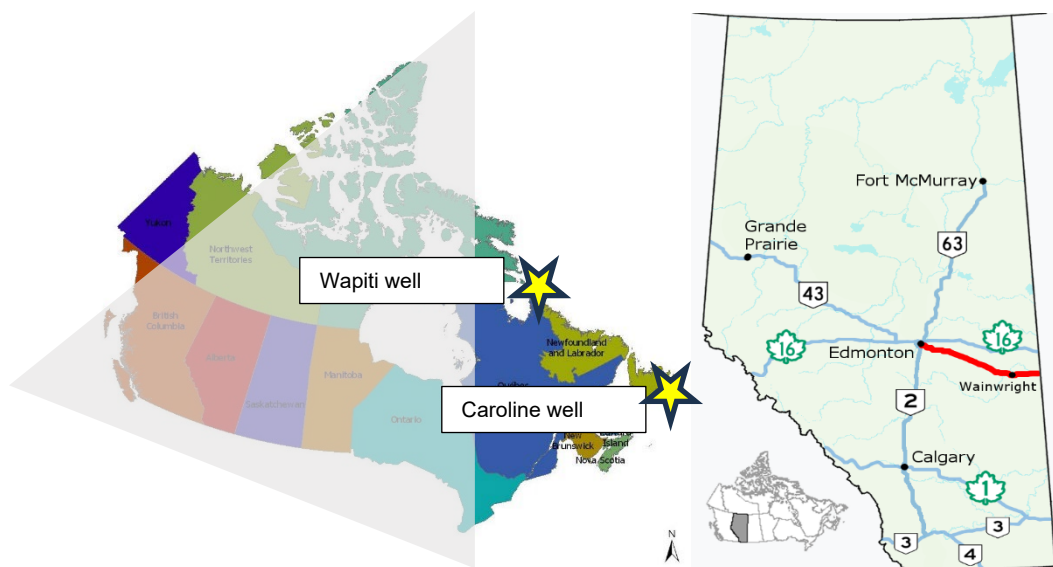 Yukon
Northwest
Territories
British
Columbia
Alberta
Saskatchewan
Manitoba
Ontario
Newfoundland
and Labrador
Island
New
Brunswick
Nova Scotia
Wapiti well
Caroline well
N
Fort McMurray
Grande
Prairie
63
43
16
16
Edmonton
Wainwright
2
Calgary
1
3
3
4